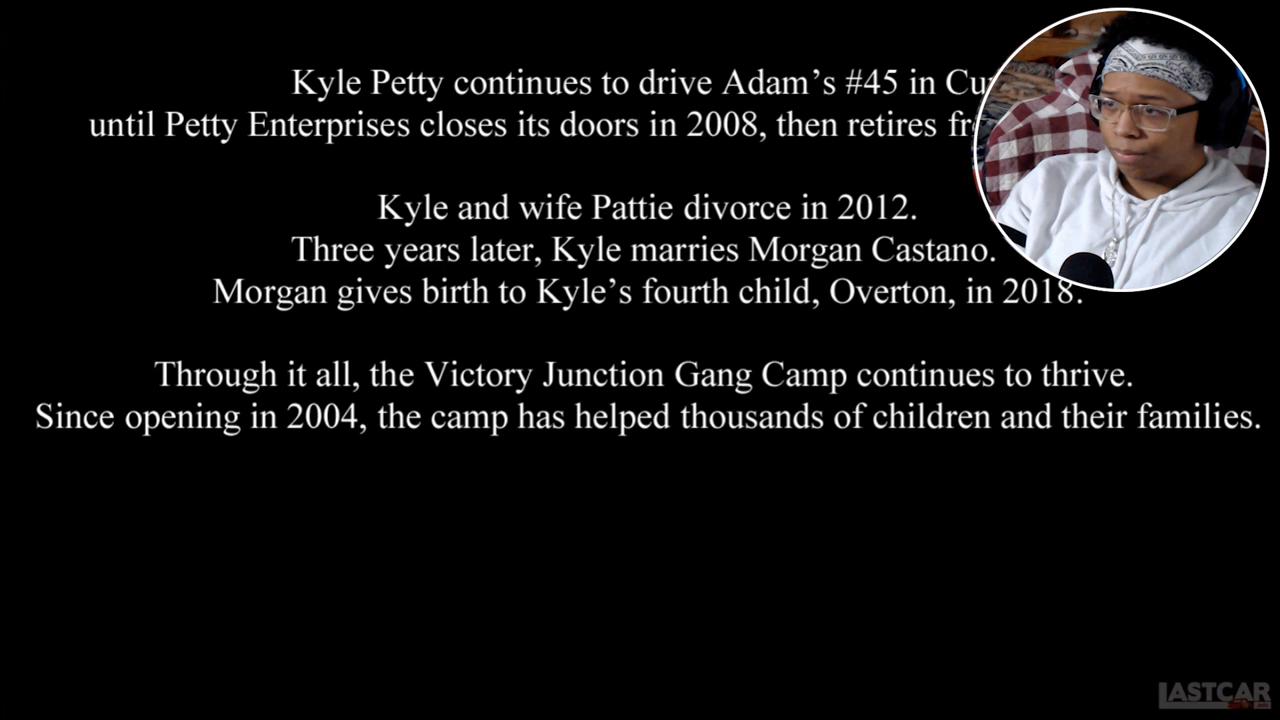 Kyle Petty continues to drive Adam’s #45 in
until Petty Enterprises closes its doors in 2008, then retires
Kyle and wife Pattie divorce in 2012.
Three years later, Kyle marries Morgan Castano.
Morgan gives birth to Kyle’s fourth child, Overton, in 2018.
Through it all, the Victory Junction Gang Camp continues to thrive.
Since opening in 2004, the camp has helped thousands of children and their families.
LASTCAR